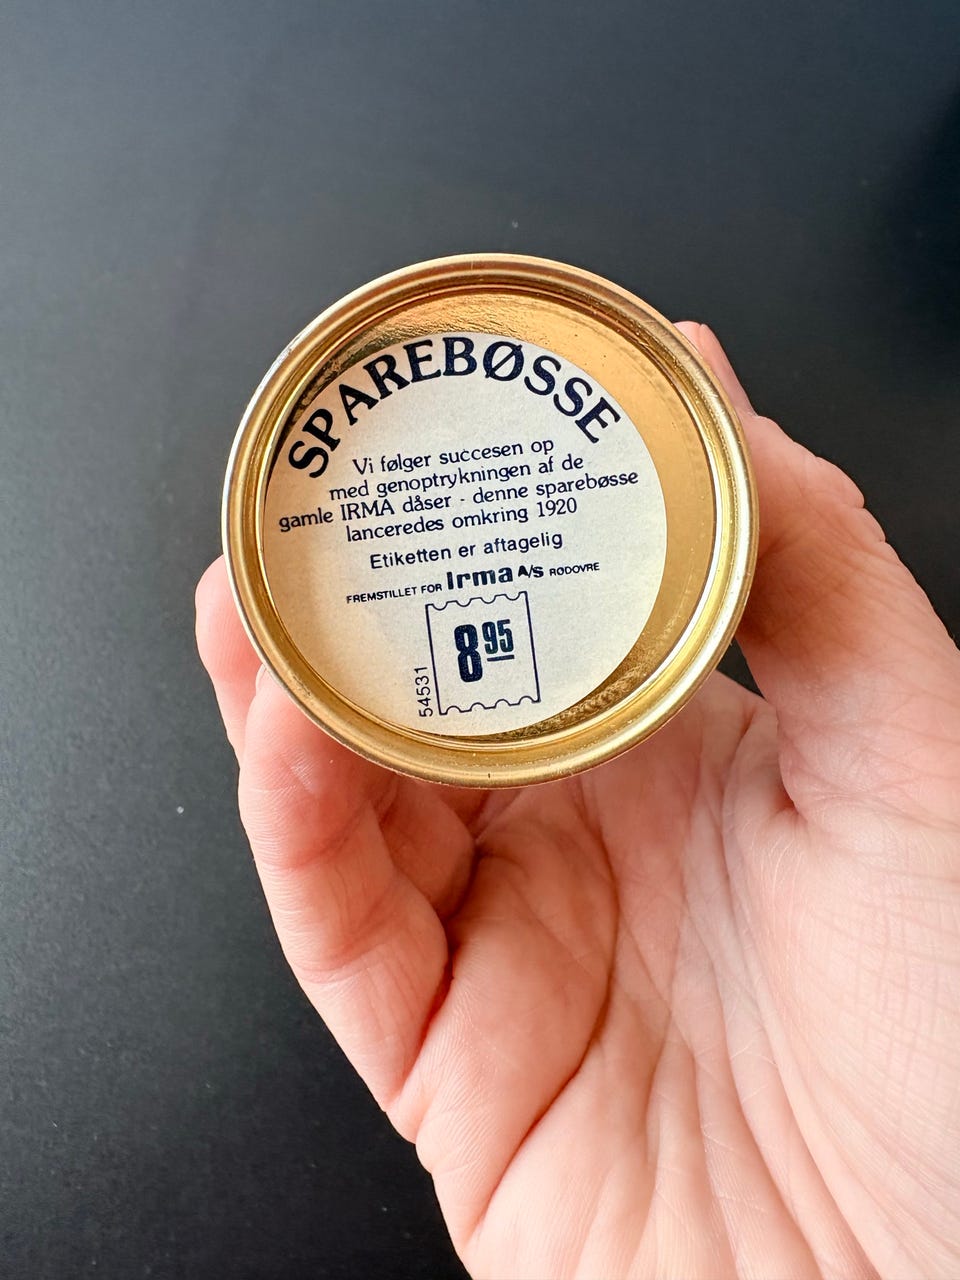 SPAREBØSSE
Vi følger succesen op
med genoptrykningen af de
gamle IRMA dåser - denne sparebøsse
lanceredes omkring 1920
Etiketten er aftagelig
FREMSTILLET FOR Irma A/S RØDOVRE
8 95
54531